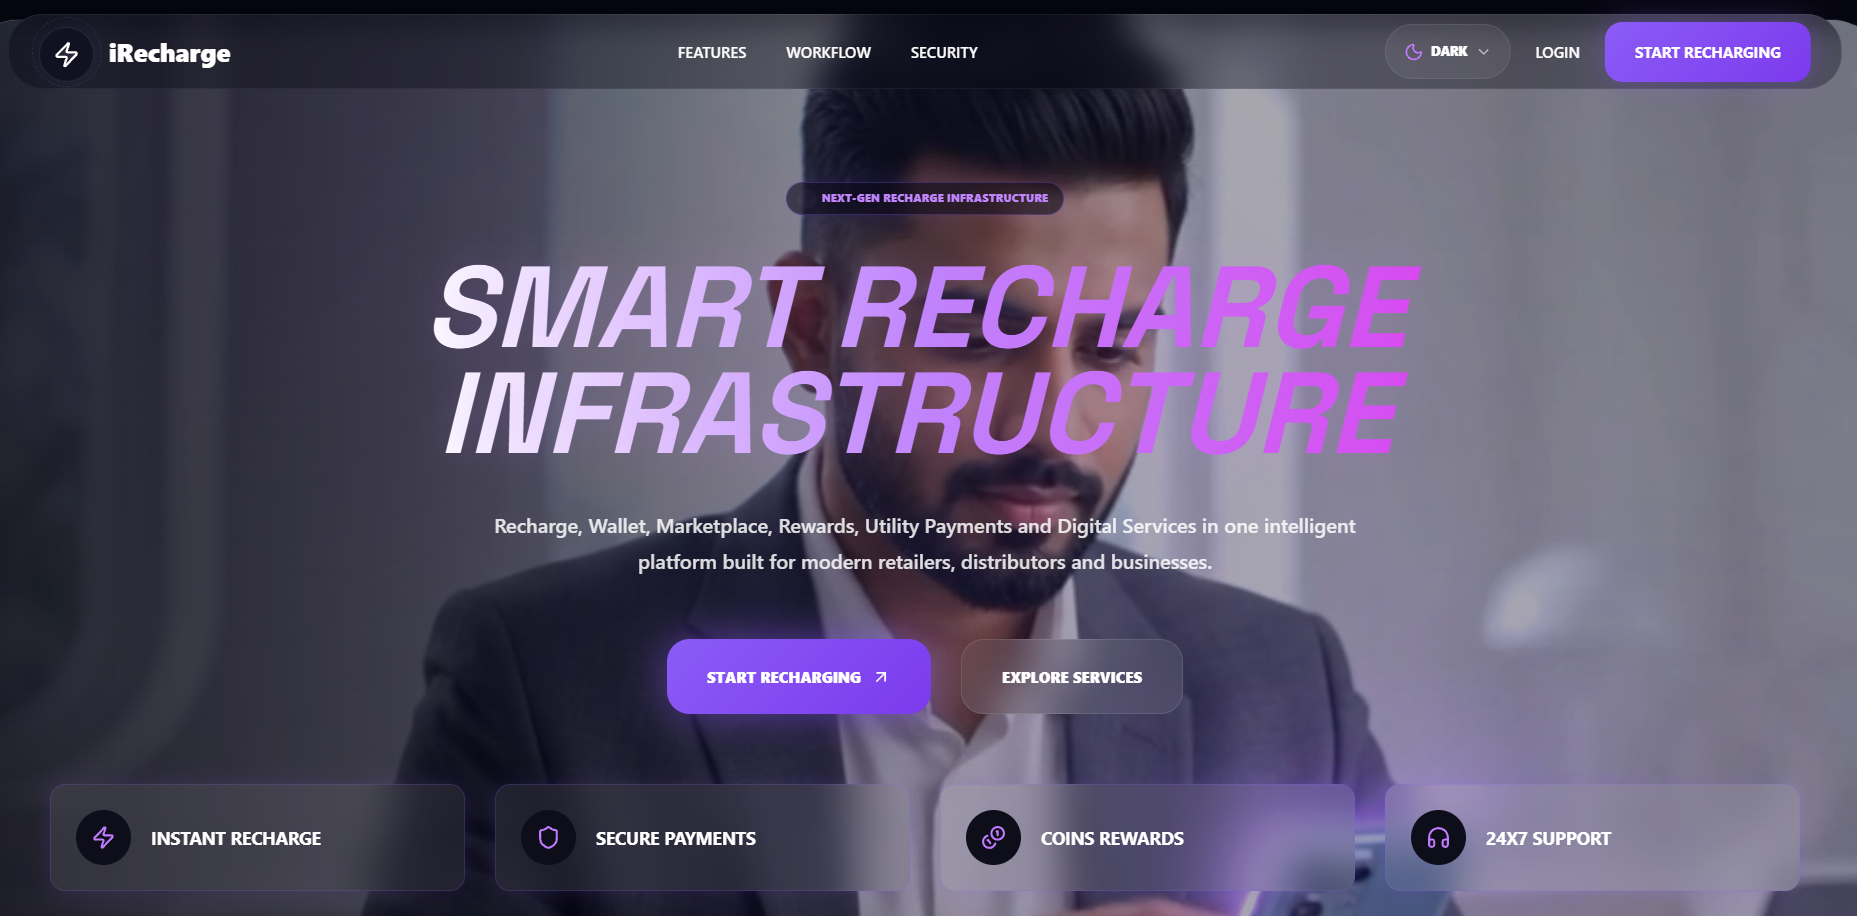 iRecharge
FEATURES
WORKFLOW
SECURITY
DARK
LOGIN
START RECHARGING
NEXT-GEN RECHARGE INFRASTRUCTURE
SMART RECHARGE
INFRASTRUCTURE
Recharge, Wallet, Marketplace, Rewards, Utility Payments and Digital Services in one intelligent
platform built for modern retailers, distributors and businesses.
START RECHARGING
EXPLORE SERVICES
INSTANT RECHARGE
SECURE PAYMENTS
COINS REWARDS
24X7 SUPPORT